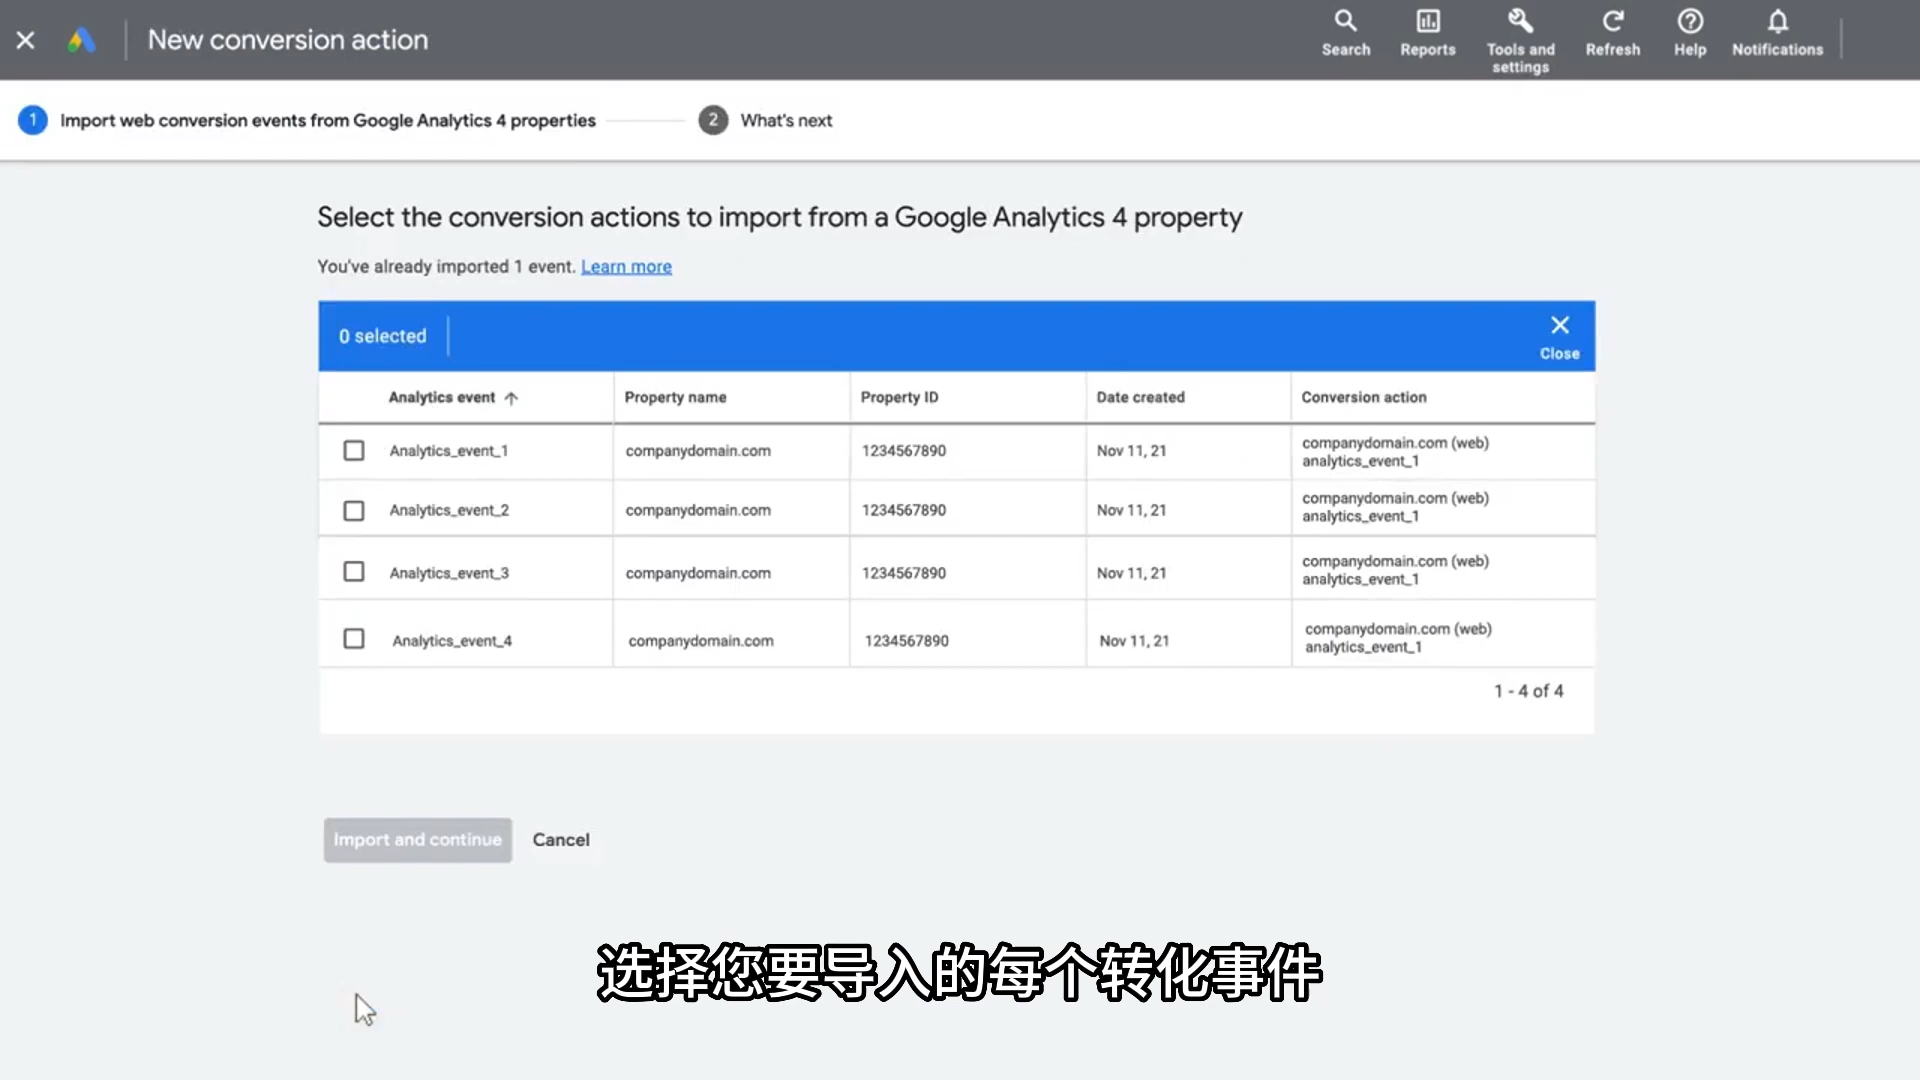 New conversion action
Search
Reports
Tools and
settings
Refresh
Help
Notifications
1 Import web conversion events from Google Analytics 4 properties
2 What's next
Select the conversion actions to import from a Google Analytics 4 property
You've already imported 1 event. Learn more
0 selected
Close
Analytics event Property name Property ID Date created Conversion action
Analytics_event_1 companydomain.com 1234567890 Nov 11, 21 companydomain.com (web)
analytics_event_1
Analytics_event_2 companydomain.com 1234567890 Nov 11, 21 companydomain.com (web)
analytics_event_1
Analytics_event_3 companydomain.com 1234567890 Nov 11, 21 companydomain.com (web)
analytics_event_1
Analytics_event_4 companydomain.com 1234567890 Nov 11, 21 companydomain.com (web)
analytics_event_1
1 - 4 of 4
Import and continue Cancel
选择您要导入的每个转化事件